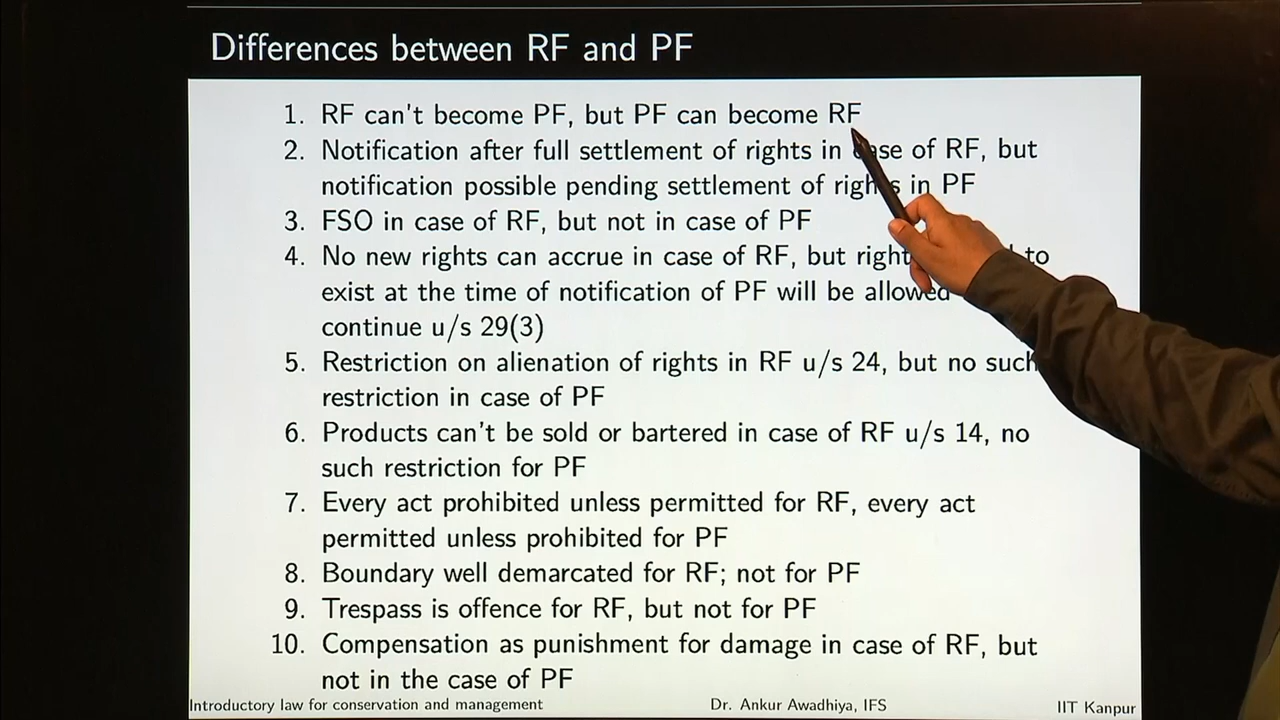 Differences between RF and PF
1. RF can't become PF, but PF can become RF
2. Notification after full settlement of rights in case of RF, but
notification possible pending settlement of rights in PF
3. FSO in case of RF, but not in case of PF
4. No new rights can accrue in case of RF, but to
exist at the time of notification of PF will be allowed
continue u/s 29(3)
5. Restriction on alienation of rights in RF u/s 24, but no such
restriction in case of PF
6. Products can't be sold or bartered in case of RF u/s 14, no
such restriction for PF
7. Every act prohibited unless permitted for RF, every act
permitted unless prohibited for PF
8. Boundary well demarcated for RF; not for PF
9. Trespass is offence for RF, but not for PF
10. Compensation as punishment for damage in case of RF, but
not in the case of PF
Introductory law for conservation and management Dr. Ankur Awadhiya, IFS IIT Kanpur